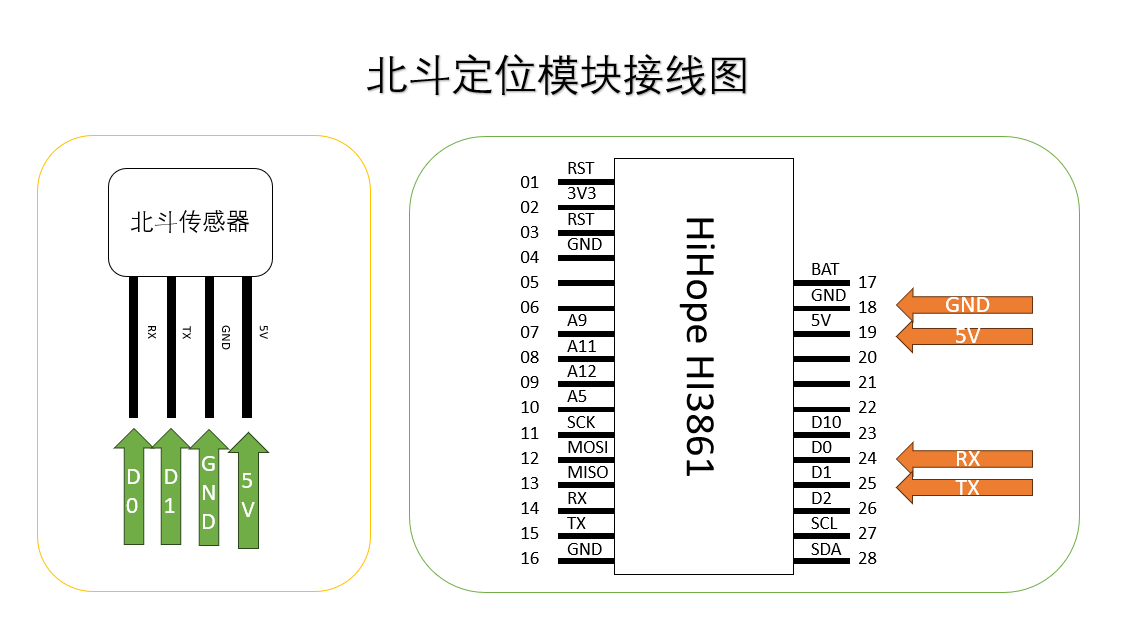 北斗定位模块接线图
北斗传感器
RX
TX
GND
5V
D0
D1
GND
5V
HiHope HI3861
01 RST
02 3V3
03 RST
04 GND
05
06
07 A9
08 A11
09 A12
10 A5
11 SCK
12 MOSI
13 MISO
14 RX
15 TX
16 GND
BAT 17
GND 18
5V 19
20
21
22
D10 23
D0 24
D1 25
D2 26
SCL 27
SDA 28
GND
5V
RX
TX